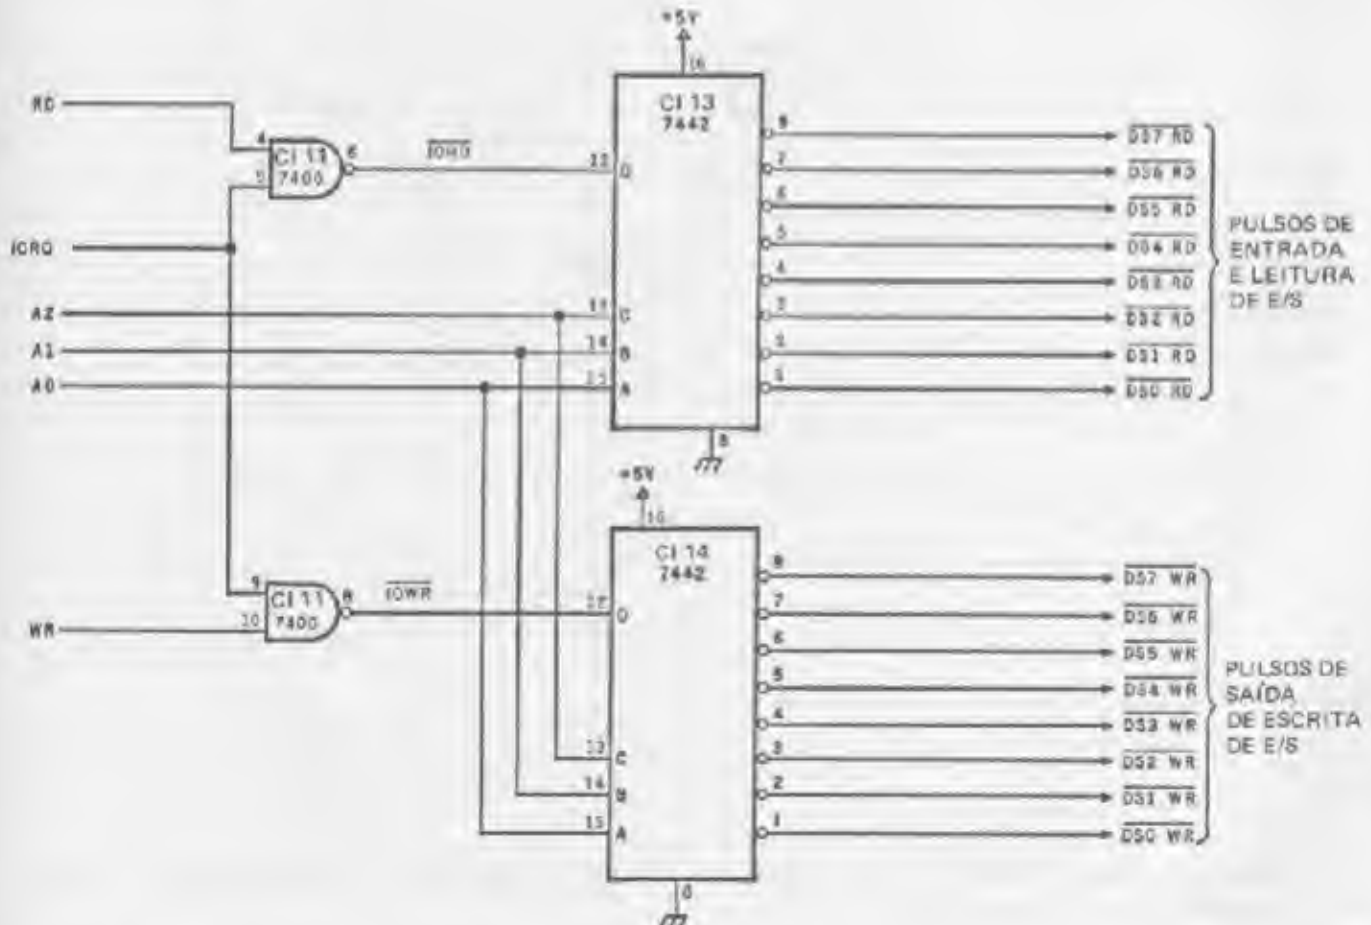 +5V
16
RD
4
5
CI 11
7400
6
CI 13
7442
12
D
IORQ
A2
A1
A0
13
C
14
B
15
A
9
7
6
5
4
3
2
1
DS7 RD
DS6 RD
DS5 RD
DS4 RD
DS3 RD
DS2 RD
DS1 RD
DS0 RD
PULSOS DE
ENTRADA
E LEITURA
DE E/S
8
+5V
16
WR
9
10
CI 11
7400
8
IOWR
CI 14
7442
12
D
13
C
14
B
15
A
9
7
6
5
4
3
2
1
DS7 WR
DS6 WR
DS5 WR
DS4 WR
DS3 WR
DS2 WR
DS1 WR
DS0 WR
PULSOS DE
SAÍDA
DE ESCRITA
DE E/S
8